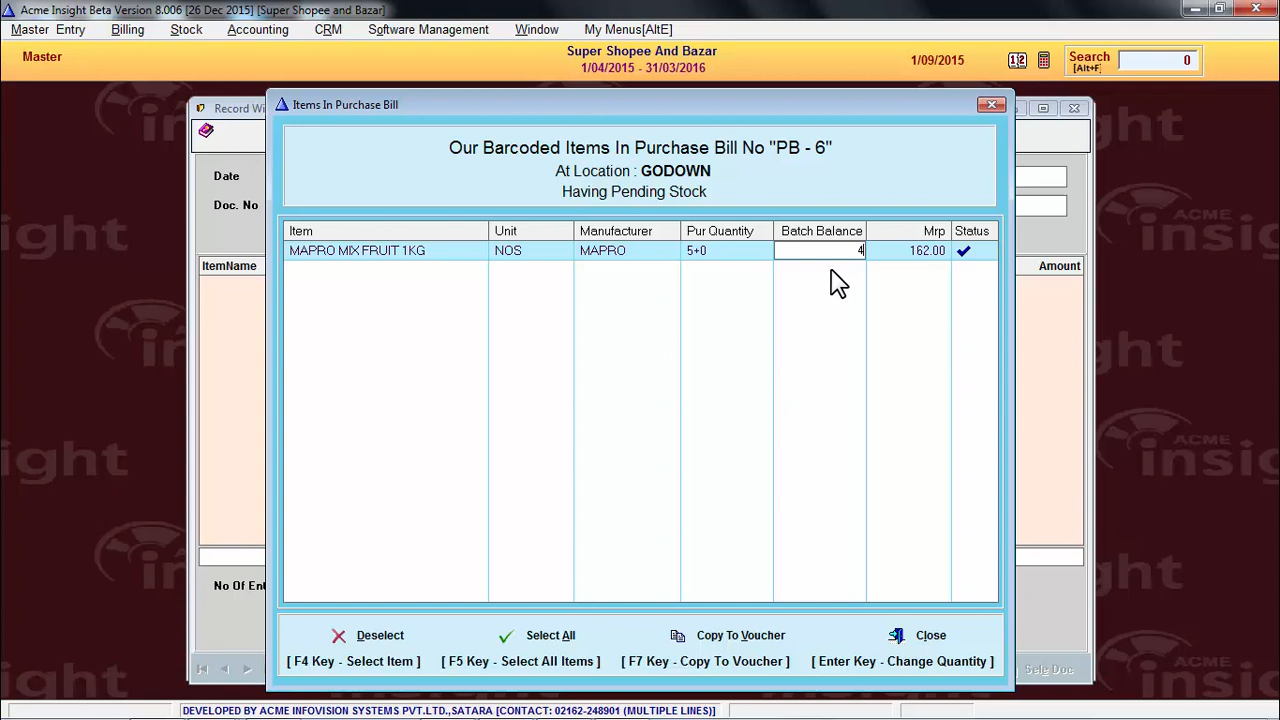 Acme Insight Beta Version 8.006 [26 Dec 2015] [Super Shopee and Bazar]
Master Entry Billing Stock Accounting CRM Software Management Window My Menus[AltE]
Master
Super Shopee And Bazar
1/04/2015 - 31/03/2016
1/09/2015
Search
[Alt+F]
0
Record Wi
Items In Purchase Bill
Our Barcoded Items In Purchase Bill No "PB - 6"
At Location : GODOWN
Having Pending Stock
Date
Doc. No
ItemName
Amount
Item Unit Manufacturer Pur Quantity Batch Balance Mrp Status
MAPRO MIX FRUIT 1KG NOS MAPRO 5+0 4 162.00
No Of Ent
Deselect Select All Copy To Voucher Close
[ F4 Key - Select Item ] [ F5 Key - Select All Items ] [ F7 Key - Copy To Voucher ] [ Enter Key - Change Quantity ]
Sele Doc
DEVELOPED BY ACME INFOVISION SYSTEMS PVT.LTD.,SATARA [CONTACT: 02162-248901 (MULTIPLE LINES)]
ACME
insight